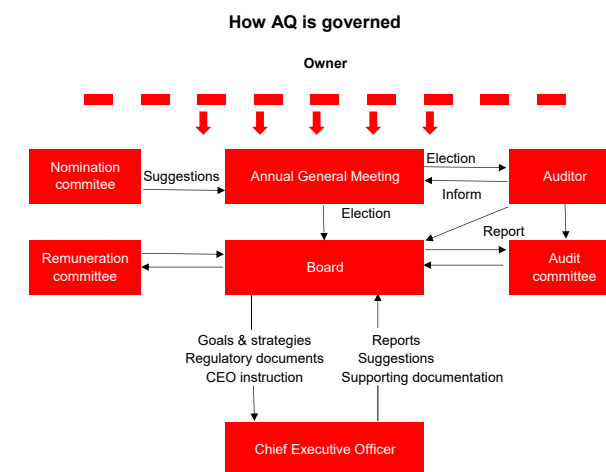 How AQ is governed
Owner
Nomination
commitee
Suggestions
Annual General Meeting
Election
Inform
Auditor
Election
Report
Remuneration
committee
Board
Audit
committee
Goals & strategies
Regulatory documents
CEO instruction
Reports
Suggestions
Supporting documentation
Chief Executive Officer